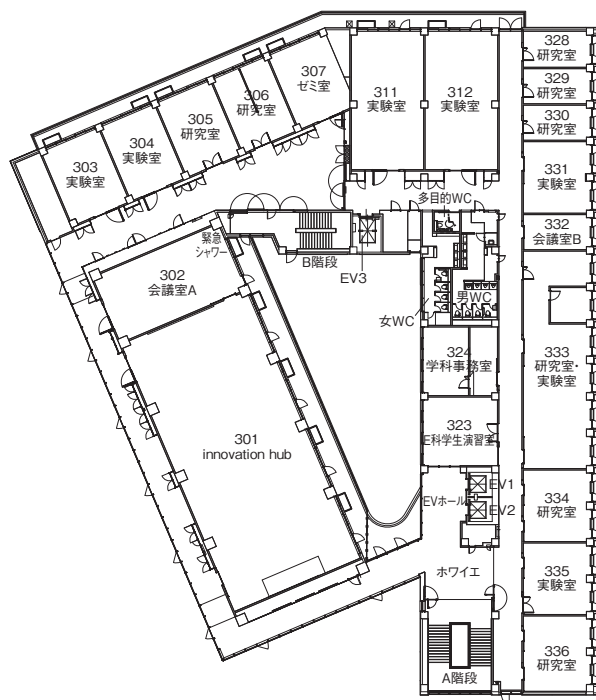 328
研究室
329
研究室
330
研究室
331
実験室
332
会議室B
333
研究室・
実験室
334
研究室
335
実験室
336
研究室
307
ゼミ室
306
研究室
305
研究室
304
実験室
303
実験室
311
実験室
312
実験室
多目的WC
緊急
シャワー
B階段
EV3
女WC
男WC
302
会議室A
301
innovation hub
324
学科事務室
323
E科学生演習室
EV1
EVホール
EV2
ホワイエ
A階段